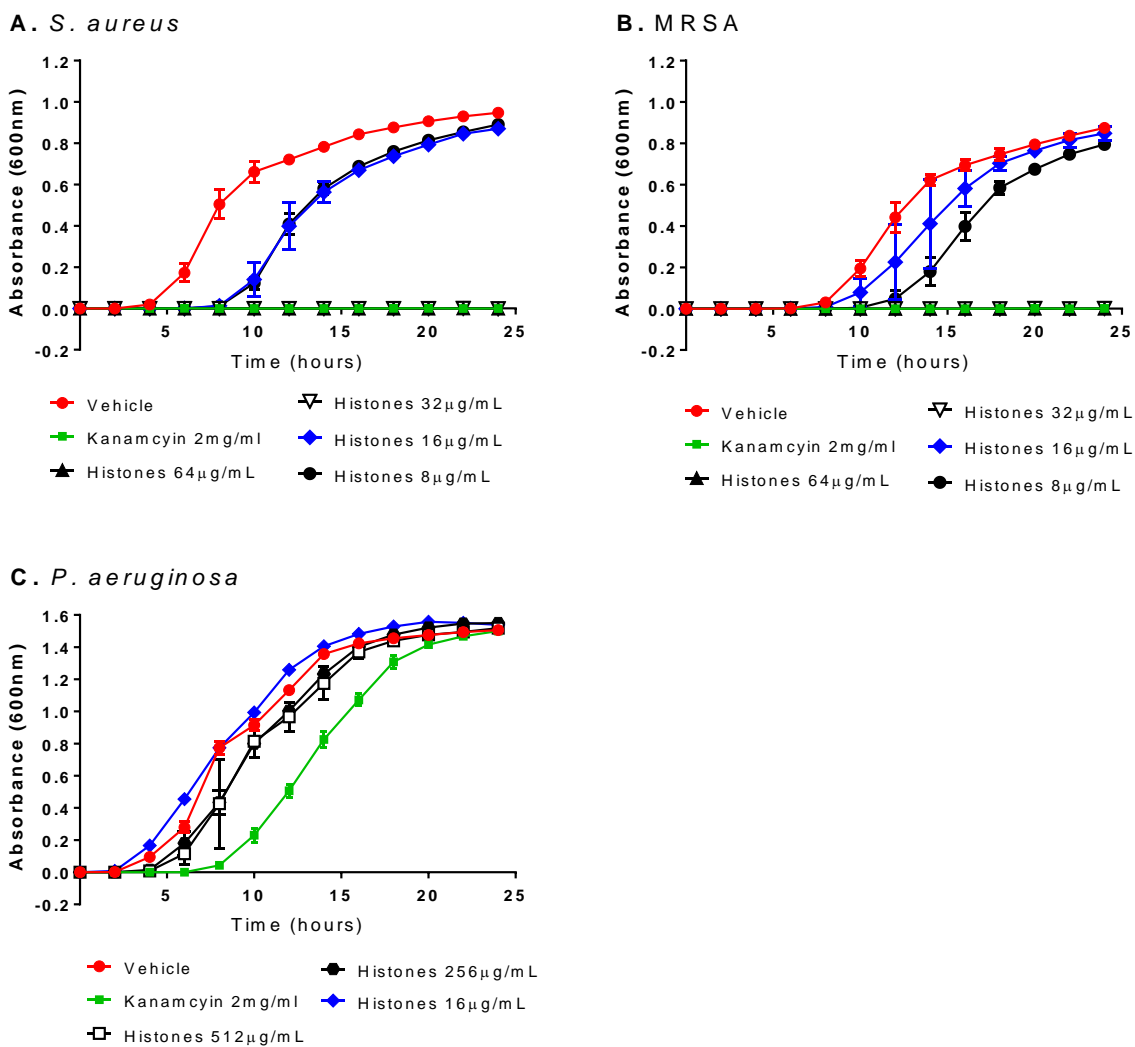 A. S. aureus
B. MRSA
Absorbance (600nm)
1.2
1.0
0.8
0.6
0.4
0.2
0.0
-0.2
5
10
15
20
25
Time (hours)
Absorbance (600nm)
1.2
1.0
0.8
0.6
0.4
0.2
0.0
-0.2
5
10
15
20
25
Time (hours)
Vehicle
Kanamcyin 2mg/ml
Histones 64µg/mL
Histones 32µg/mL
Histones 16µg/mL
Histones 8µg/mL
Vehicle
Kanamcyin 2mg/ml
Histones 64µg/mL
Histones 32µg/mL
Histones 16µg/mL
Histones 8µg/mL
C. P. aeruginosa
Absorbance (600nm)
1.6
1.4
1.2
1.0
0.8
0.6
0.4
0.2
0.0
-0.2
5
10
15
20
25
Time (hours)
Vehicle
Kanamcyin 2mg/ml
Histones 512µg/mL
Histones 256µg/mL
Histones 16µg/mL